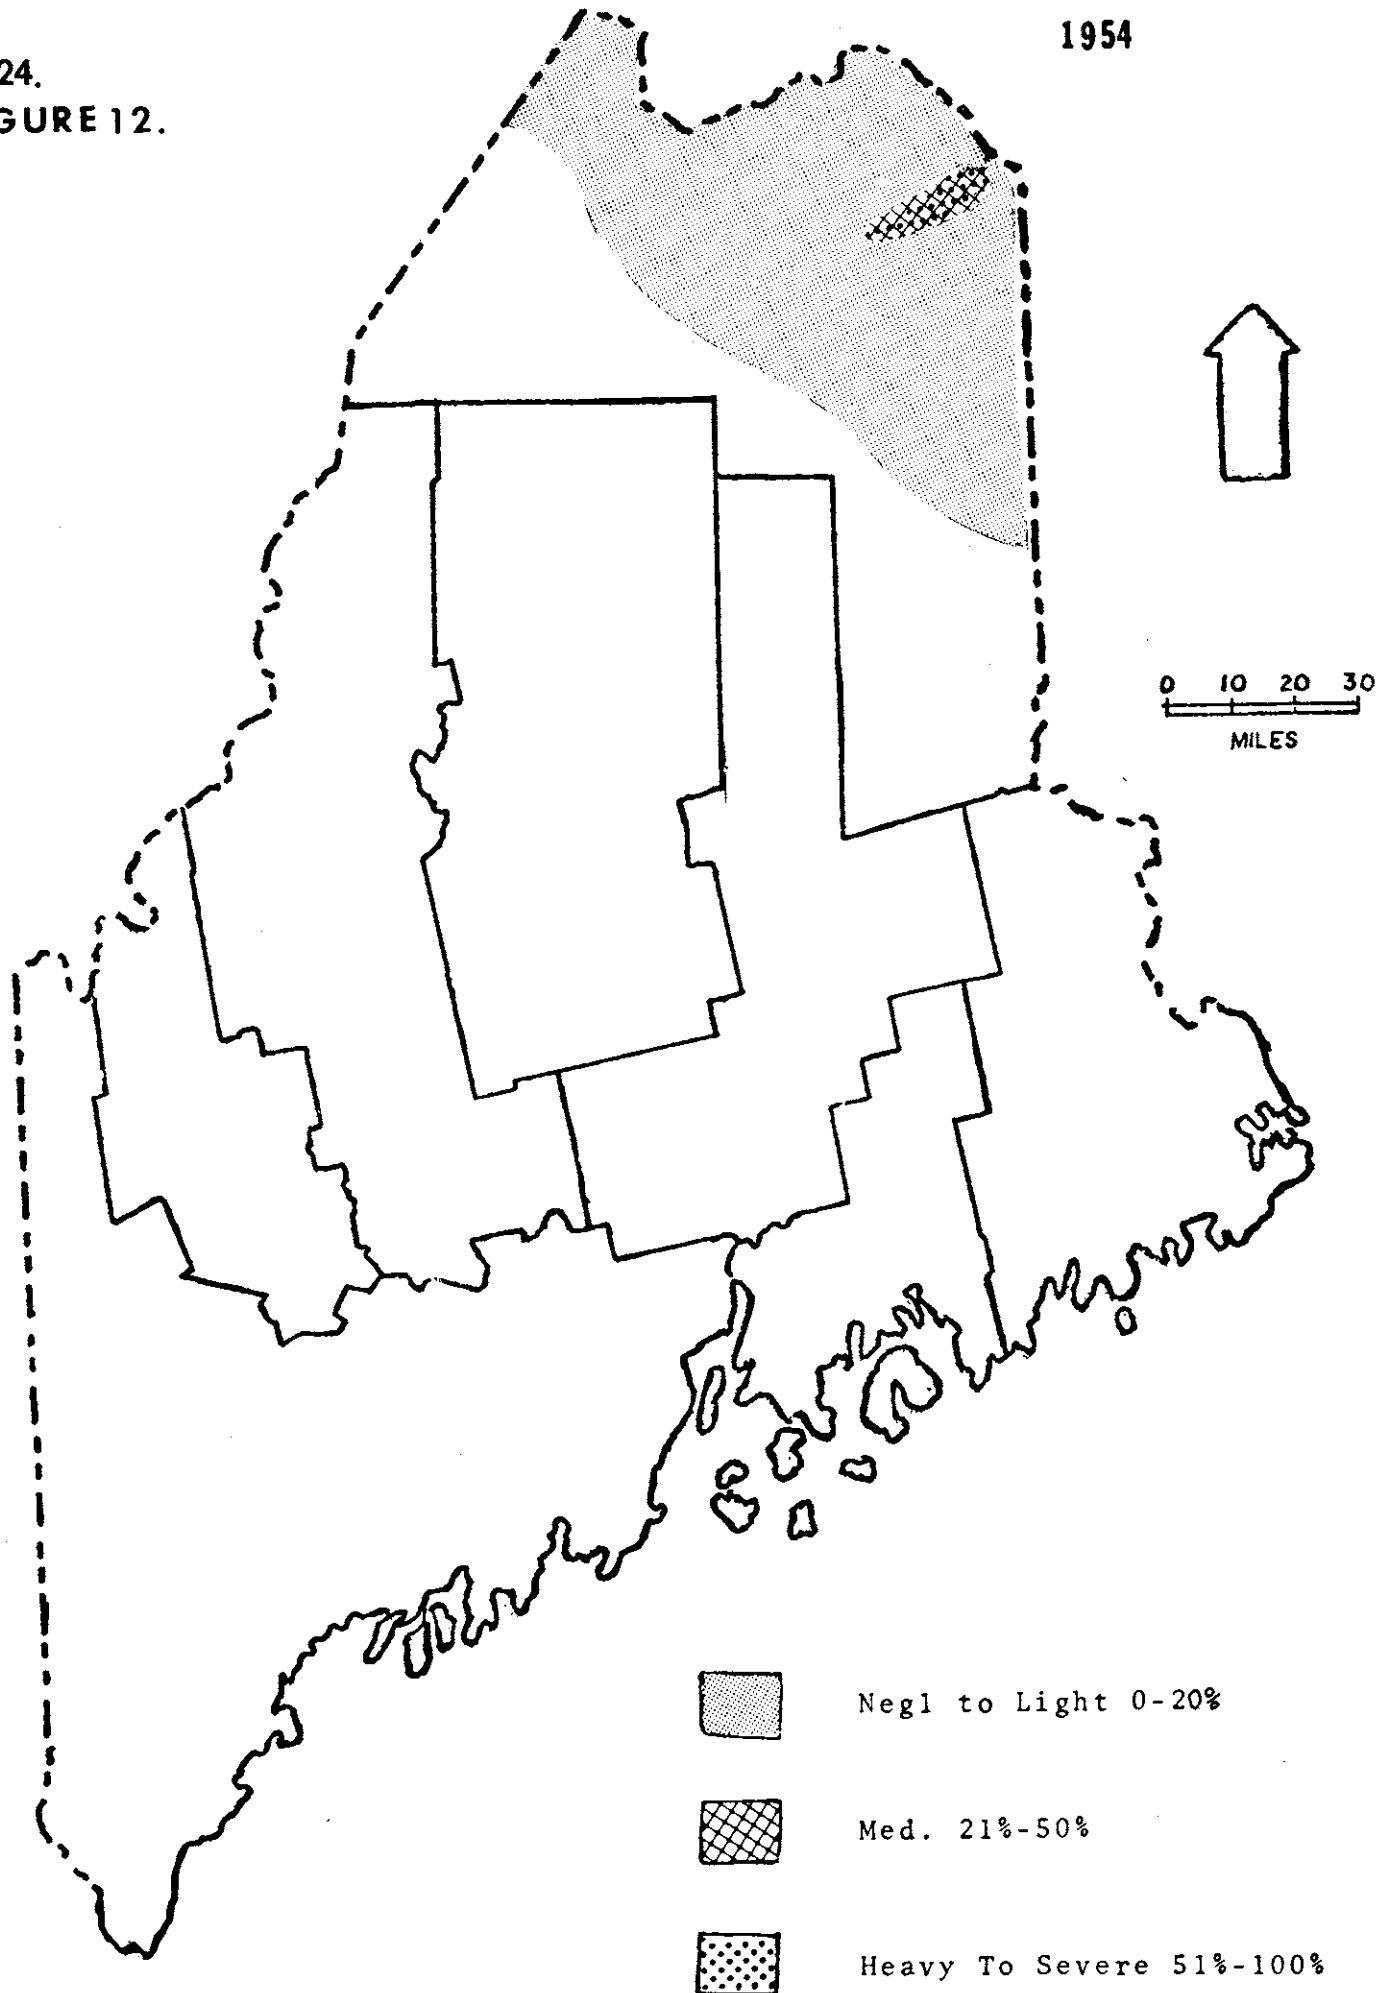 1954
24.
GURE 12.
0 10 20 30
MILES
Negl to Light 0-20%
Med. 21%-50%
Heavy To Severe 51%-100%